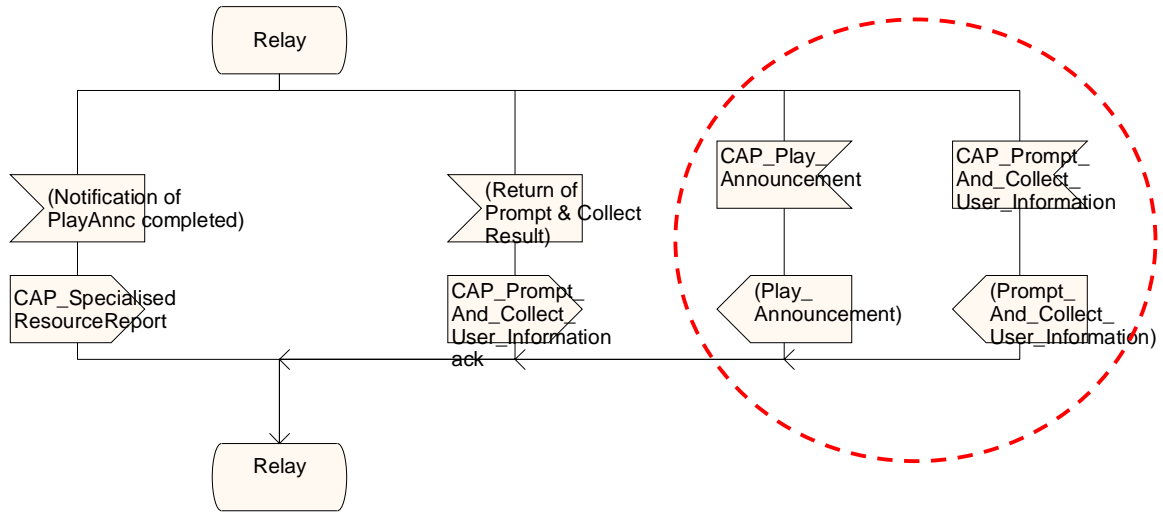 Relay
(Notification of
PlayAnnc completed)
CAP_Specialised
ResourceReport
(Return of
Prompt & Collect
Result)
CAP_Prompt_
And_Collect_
User_Information
ack
CAP_Play_
Announcement
(Play_
Announcement)
CAP_Prompt_
And_Collect_
User_Information
(Prompt_
And_Collect_
User_Information)
Relay